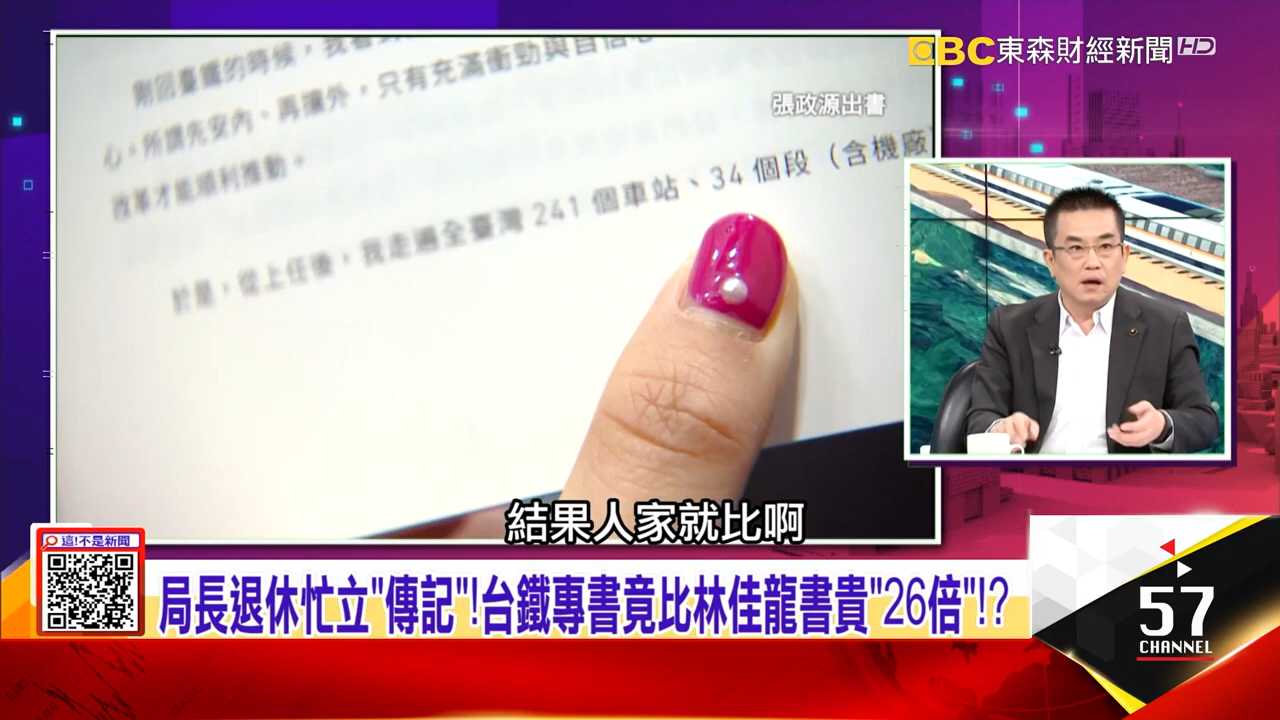 EBC東森財經新聞HD
張政源出書
剛回臺鐵的時候，我看到
心，所謂先安內、再攘外，只有充滿衝勁與自信心
改革才能順利推動。
於是，從上任後，我走遍全臺灣 241 個車站、34 個段（含機廠）
結果人家就比啊
這!不是新聞
局長退休忙立"傳記"!台鐵專書竟比林佳龍書貴"26倍"!?
57
CHANNEL